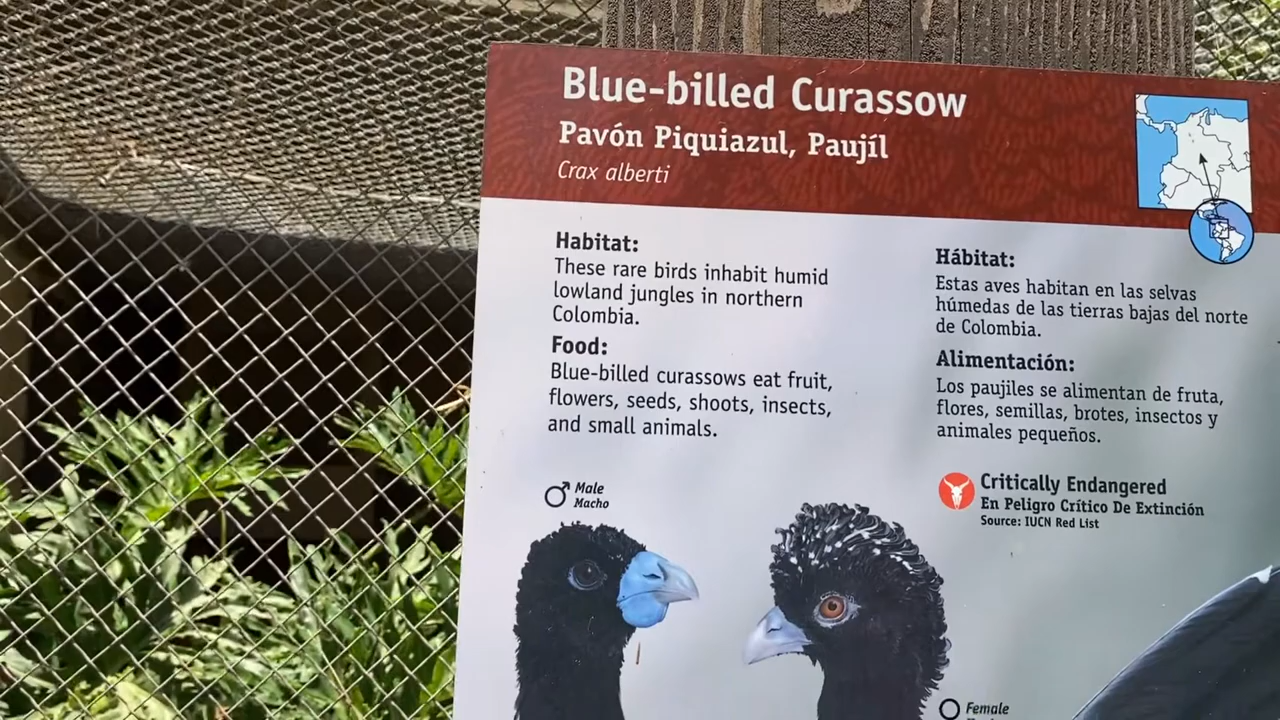 Blue-billed Curassow
Pavón Piquiazul, Paujíl
Crax alberti
Habitat:
These rare birds inhabit humid
lowland jungles in northern
Colombia.
Food:
Blue-billed curassows eat fruit,
flowers, seeds, shoots, insects,
and small animals.
Hábitat:
Estas aves habitan en las selvas
húmedas de las tierras bajas del norte
de Colombia.
Alimentación:
Los paujiles se alimentan de fruta,
flores, semillas, brotes, insectos y
animales pequeños.
Critically Endangered
En Peligro Crítico De Extinción
Source: IUCN Red List
Male
Macho
Female